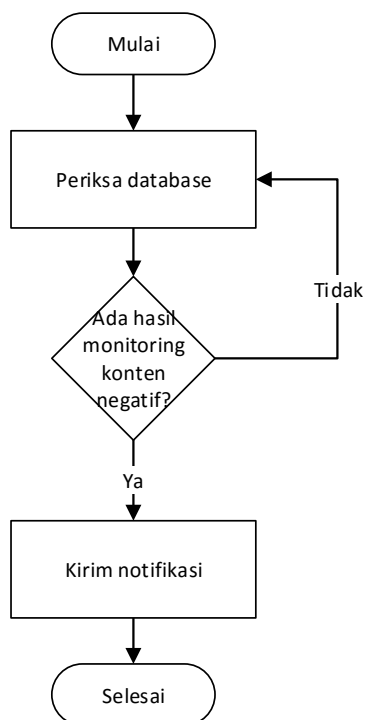 Mulai
Periksa database
Tidak
Ada hasil
monitoring
konten
negatif?
Ya
Kirim notifikasi
Selesai